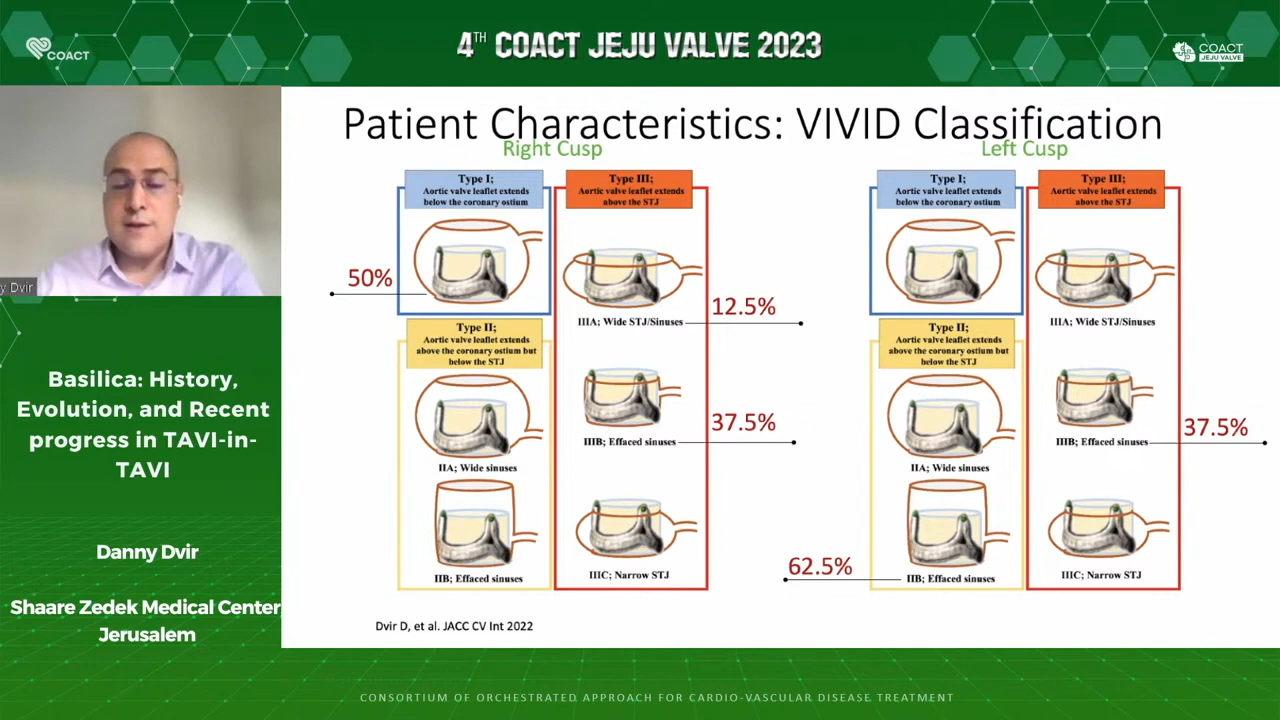 COACT
4TH COACT JEJU VALVE 2023
COACT
JEJU VALVE
y Dvir
Basilica: History,
Evolution, and Recent
progress in TAVI-in-
TAVI
Danny Dvir
Shaare Zedek Medical Center,
Jerusalem
Patient Characteristics: VIVID Classification
Right Cusp
Type I;
Aortic valve leaflet extends
below the coronary ostium
50%
Type II;
Aortic valve leaflet extends
above the coronary ostium but
below the STJ
IIA; Wide sinuses
IIB; Effaced sinuses
Type III;
Aortic valve leaflet extends
above the STJ
IIIA; Wide STJ/Sinuses
12.5%
IIIB; Effaced sinuses
37.5%
IIIC; Narrow STJ
Left Cusp
Type I;
Aortic valve leaflet extends
below the coronary ostium
Type II;
Aortic valve leaflet extends
above the coronary ostium but
below the STJ
IIA; Wide sinuses
62.5%
IIB; Effaced sinuses
Type III;
Aortic valve leaflet extends
above the STJ
IIIA; Wide STJ/Sinuses
IIIB; Effaced sinuses
37.5%
IIIC; Narrow STJ
Dvir D, et al. JACC CV Int 2022
CONSORTIUM OF ORCHESTRATED APPROACH FOR CARDIO-VASCULAR DISEASE TREATMENT